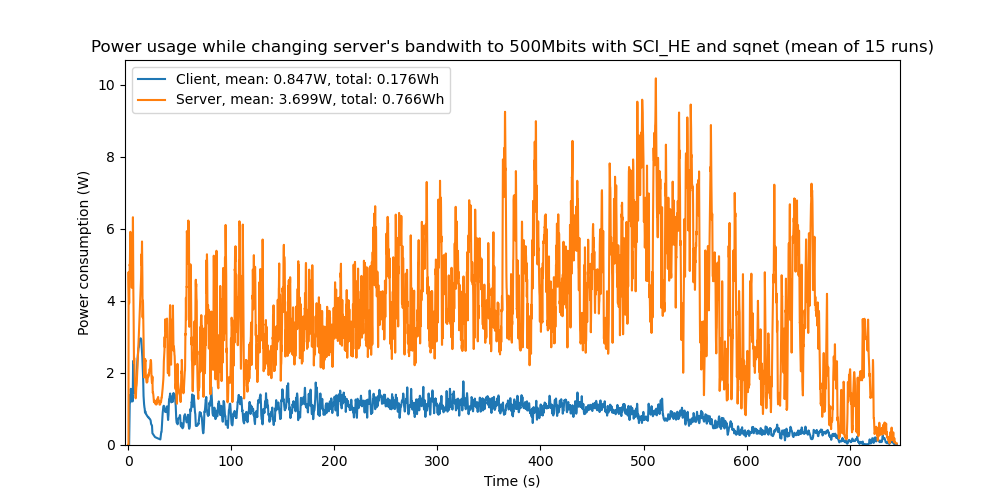 Power usage while changing server's bandwith to 500Mbits with SCI_HE and sqnet (mean of 15 runs)
Client, mean: 0.847W, total: 0.176Wh
Server, mean: 3.699W, total: 0.766Wh
Power consumption (W)
10
8
6
4
2
0
0 100 200 300 400 500 600 700
Time (s)